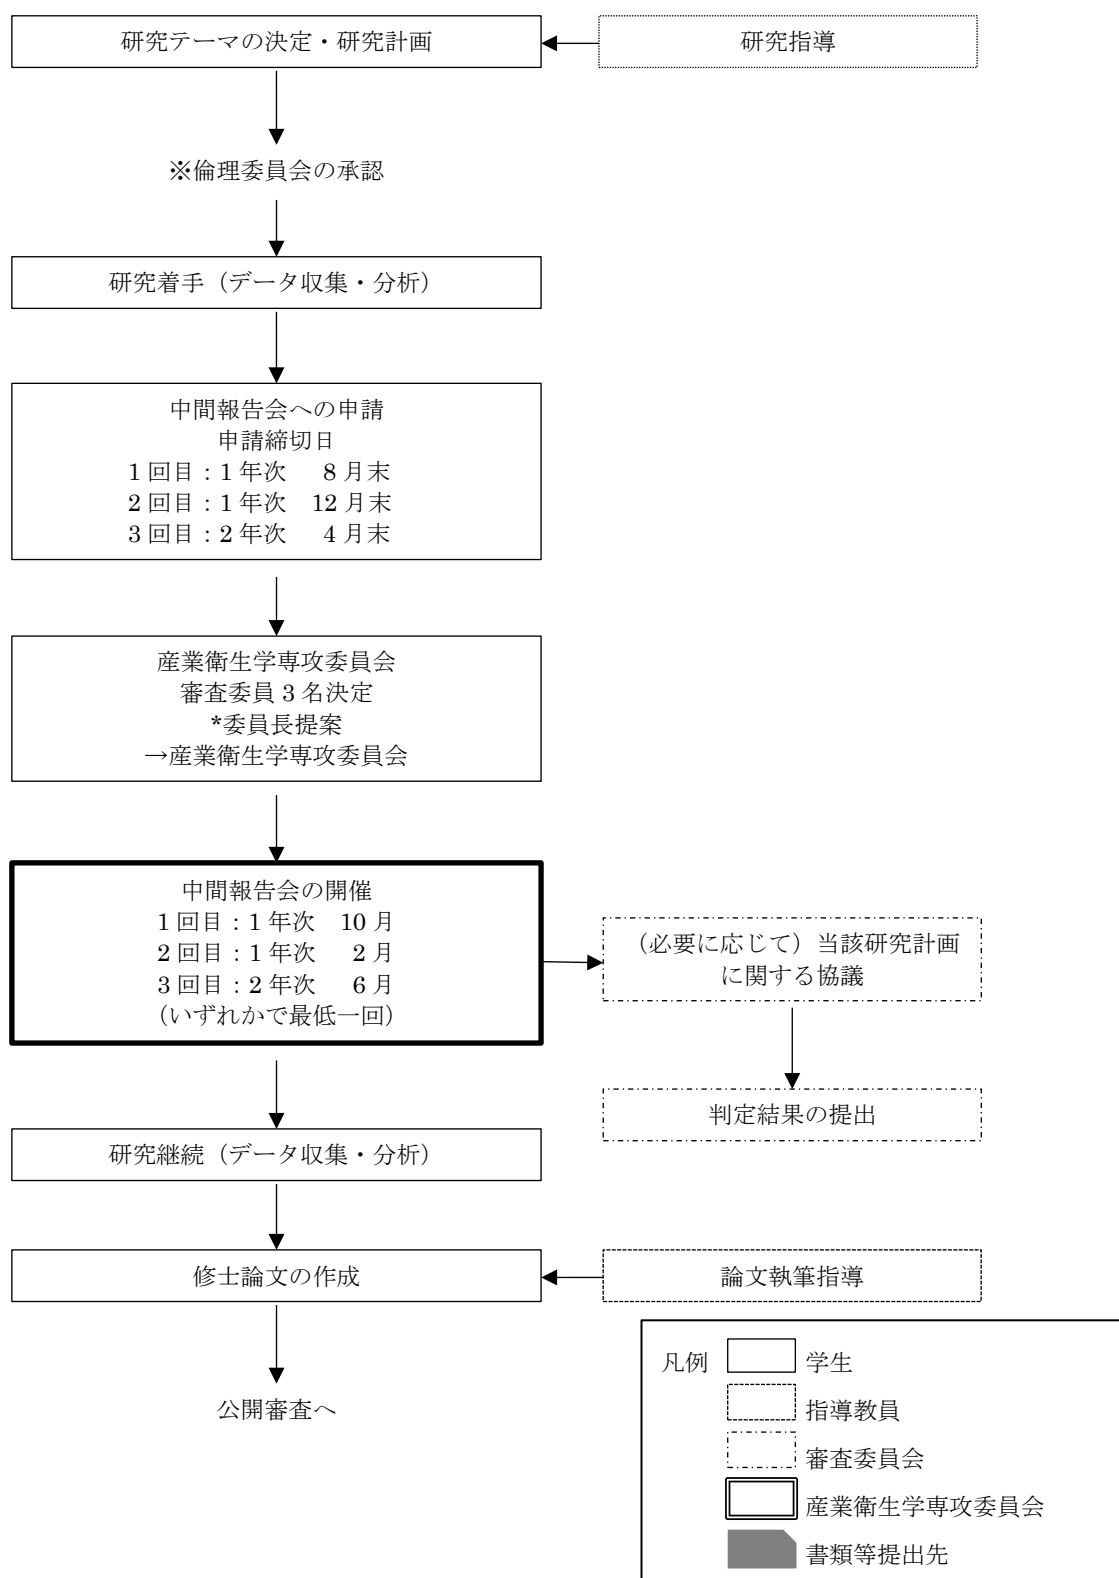 研究テーマの決定・研究計画
研究指導
※倫理委員会の承認
研究着手（データ収集・分析）
中間報告会への申請
申請締切日
1回目：1年次　8月末
2回目：1年次　12月末
3回目：2年次　4月末
産業衛生学専攻委員会
審査委員3名決定
*委員長提案
→産業衛生学専攻委員会
中間報告会の開催
1回目：1年次　10月
2回目：1年次　2月
3回目：2年次　6月
（いずれかで最低一回）
（必要に応じて）当該研究計画
に関する協議
判定結果の提出
研究継続（データ収集・分析）
修士論文の作成
論文執筆指導
公開審査へ
凡例
学生
指導教員
審査委員会
産業衛生学専攻委員会
書類等提出先